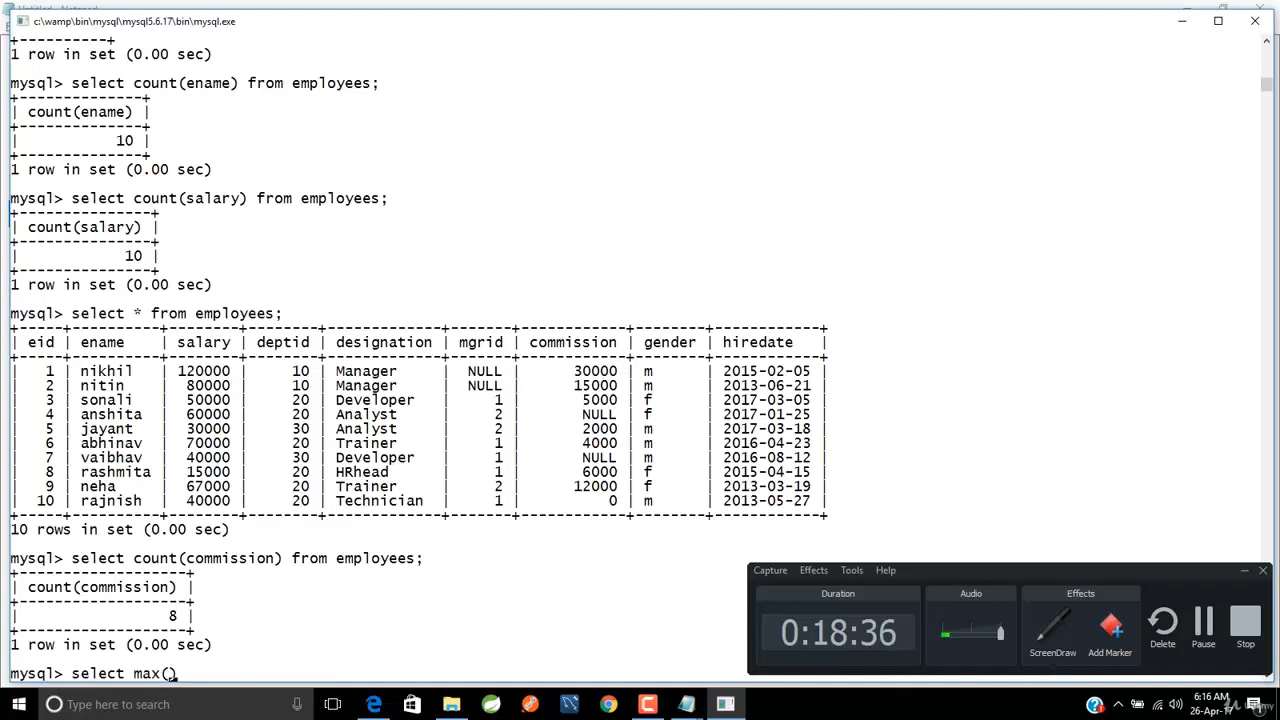 Untitled - Notepad
c:\wamp\bin\mysql\mysql5.6.17\bin\mysql.exe
+----------+
1 row in set (0.00 sec)
mysql> select count(ename) from employees;
+--------------+
| count(ename) |
+--------------+
|           10 |
+--------------+
1 row in set (0.00 sec)
mysql> select count(salary) from employees;
+---------------+
| count(salary) |
+---------------+
|            10 |
+---------------+
1 row in set (0.00 sec)
mysql> select * from employees;
+-----+----------+--------+--------+-------------+-------+------------+--------+------------+
| eid | ename    | salary | deptid | designation | mgrid | commission | gender | hiredate   |
+-----+----------+--------+--------+-------------+-------+------------+--------+------------+
|   1 | nikhil   | 120000 |     10 | Manager     |  NULL |      30000 | m      | 2015-02-05 |
|   2 | nitin    |  80000 |     10 | Manager     |  NULL |      15000 | m      | 2013-06-21 |
|   3 | sonali   |  50000 |     20 | Developer   |     1 |       5000 | f      | 2017-03-05 |
|   4 | anshita  |  60000 |     20 | Analyst     |     2 |       NULL | f      | 2017-01-25 |
|   5 | jayant   |  30000 |     30 | Analyst     |     2 |       2000 | m      | 2017-03-18 |
|   6 | abhinav  |  70000 |     20 | Trainer     |     1 |       4000 | m      | 2016-04-23 |
|   7 | vaibhav  |  40000 |     30 | Developer   |     1 |       NULL | m      | 2016-08-12 |
|   8 | rashmita |  15000 |     20 | HRhead      |     1 |       6000 | f      | 2015-04-15 |
|   9 | neha     |  67000 |     20 | Trainer     |     2 |      12000 | f      | 2013-03-19 |
|  10 | rajnish  |  40000 |     20 | Technician  |     1 |          0 | m      | 2013-05-27 |
+-----+----------+--------+--------+-------------+-------+------------+--------+------------+
10 rows in set (0.00 sec)
mysql> select count(commission) from employees;
+-------------------+
| count(commission) |
+-------------------+
|                 8 |
+-------------------+
1 row in set (0.00 sec)
mysql> select max()
Capture Effects Tools Help
Duration Audio Effects
0:18:36
ScreenDraw Add Marker Delete Pause Stop
Type here to search
6:16 AM
26-Apr-17